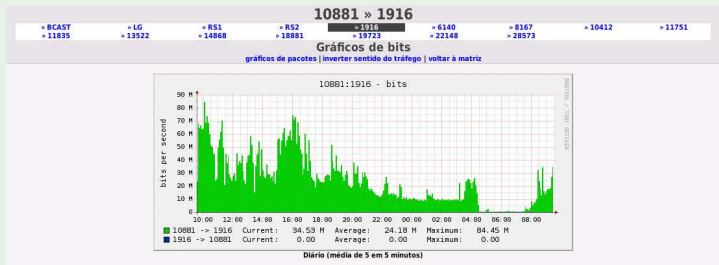 10881 » 1916
» BCAST » LG » RS1 » RS2 » 1916 » 6140 » 8167 » 10412 » 11751
» 11835 » 13522 » 14868 » 18881 » 19723 » 22148 » 28573
Gráficos de bits
gráficos de pacotes | inverter sentido do tráfego | voltar à matriz
10881:1916 - bits
RRDTOOL / TOBI OETIKER
bits per second
90 M
80 M
70 M
60 M
50 M
40 M
30 M
20 M
10 M
0
10:00 12:00 14:00 16:00 18:00 20:00 22:00 00:00 02:00 04:00 06:00 08:00
10881 -> 1916 Current: 34.53 M Average: 24.18 M Maximum: 84.45 M
1916 -> 10881 Current: 0.00 Average: 0.00 Maximum: 0.00
Diário (média de 5 em 5 minutos)